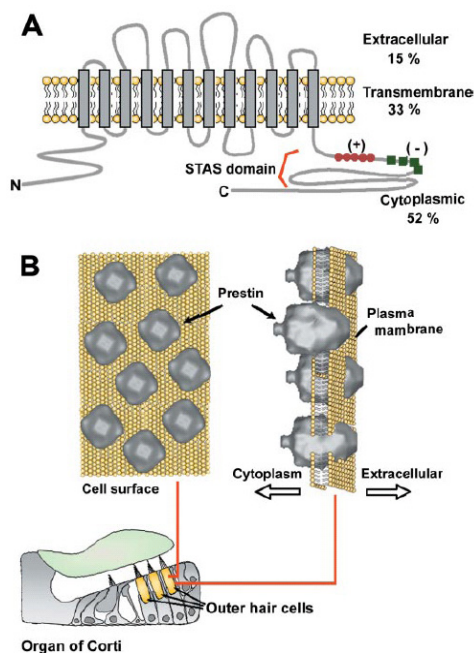 A
Extracellular
15 %
Transmembrane
33 %
(+) (-)
STAS domain
N
C
Cytoplasmic
52 %
B
Prestin
Plasma
mambrane
Cytoplasm Extracellular
Cell surface
Outer hair cells
Organ of Corti